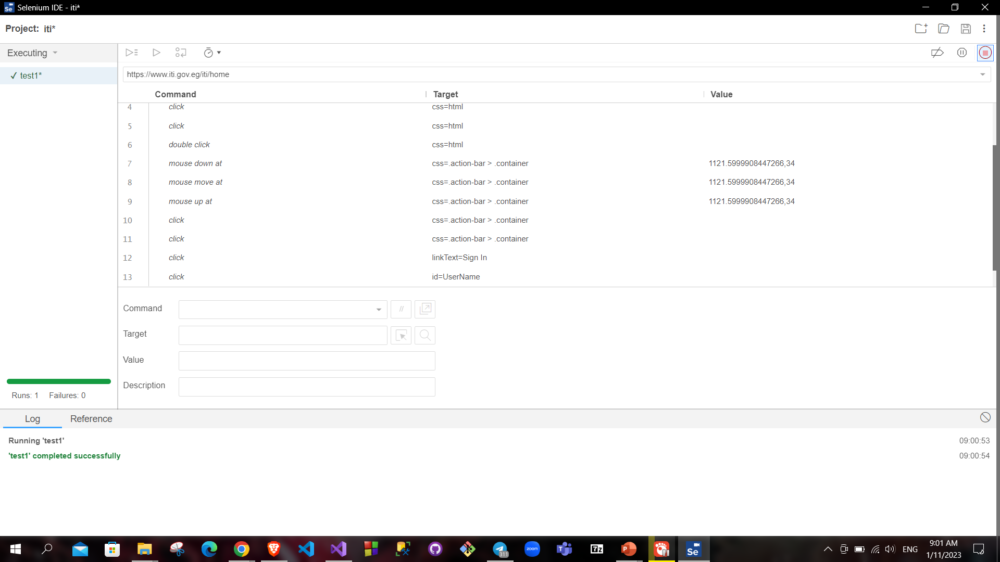 Selenium IDE - iti*
Project: iti*
Executing
✓ test1*
https://www.iti.gov.eg/iti/home
Command Target Value
4 click css=html
5 click css=html
6 double click css=html
7 mouse down at css=.action-bar > .container 1121.5999908447266,34
8 mouse move at css=.action-bar > .container 1121.5999908447266,34
9 mouse up at css=.action-bar > .container 1121.5999908447266,34
10 click css=.action-bar > .container
11 click css=.action-bar > .container
12 click linkText=Sign In
13 click id=UserName
Command //
Target
Value
Description
Runs: 1 Failures: 0
Log Reference
Running 'test1' 09:00:53
'test1' completed successfully 09:00:54
zoom 311 7z P Se ENG 9:01 AM
1/11/2023